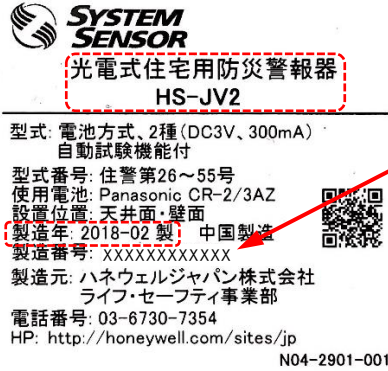 SYSTEM
SENSOR
光電式住宅用防災警報器
HS-JV2
型式: 電池方式、2種(DC3V、300mA)
自動試験機能付
型式番号: 住警第26~55号
使用電池: Panasonic CR-2/3AZ
設置位置: 天井面・壁面
製造年: 2018-02 製 中国製造
製造番号: XXXXXXXXXXXX
製造元: ハネウェルジャパン株式会社
ライフ・セーフティ事業部
電話番号: 03-6730-7354
HP: http://honeywell.com/sites/jp
N04-2901-001